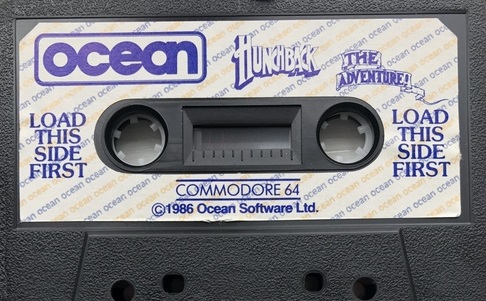 ocean
HUNCHBACK
THE
ADVENTURE!
LOAD
THIS
SIDE
FIRST
LOAD
THIS
SIDE
FIRST
COMMODORE 64
©1986 Ocean Software Ltd.